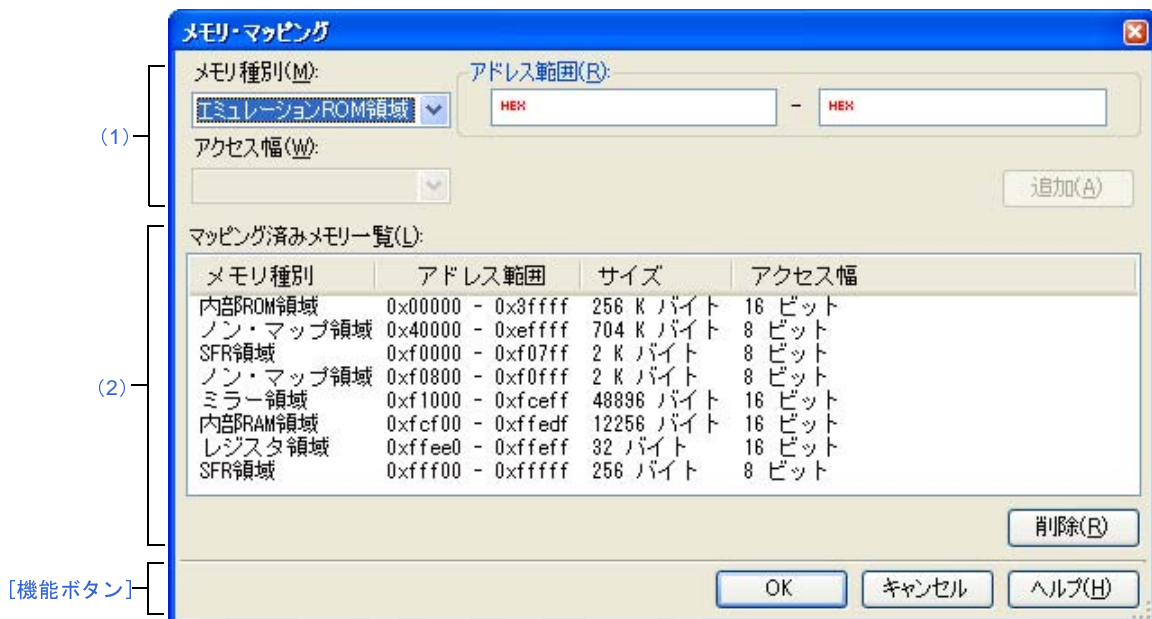 メモリ・マッピング
メモリ種別(M):
アドレス範囲(R):
エミュレーションROM領域
HEX - HEX
(1)
アクセス幅(W):
追加(A)
マッピング済みメモリ一覧(L):
メモリ種別 アドレス範囲 サイズ アクセス幅
内部ROM領域 0x00000 - 0x3ffff 256 K バイト 16 ビット
ノン・マップ領域 0x40000 - 0xeffff 704 K バイト 8 ビット
SFR領域 0xf0000 - 0xf07ff 2 K バイト 8 ビット
ノン・マップ領域 0xf0800 - 0xf0fff 2 K バイト 8 ビット
(2)
ミラー領域 0xf1000 - 0xfceff 48896 バイト 16 ビット
内部RAM領域 0xfcf00 - 0xffedf 12256 バイト 16 ビット
レジスタ領域 0xffee0 - 0xffeff 32 バイト 16 ビット
SFR領域 0xfff00 - 0xfffff 256 バイト 8 ビット
削除(R)
[機能ボタン]
OK キャンセル ヘルプ(H)